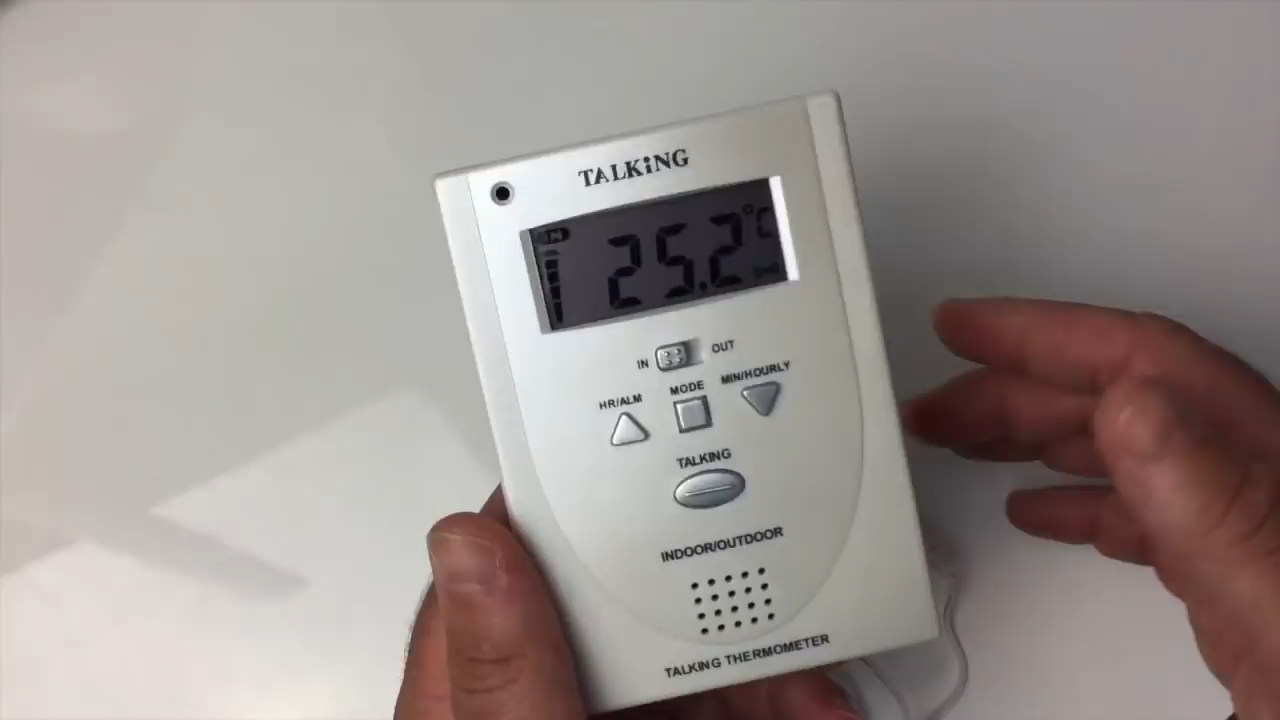 TALKiNG
25.2°C
IN OUT
HR/ALM MODE MIN/HOURLY
TALKING
INDOOR/OUTDOOR
TALKING THERMOMETER